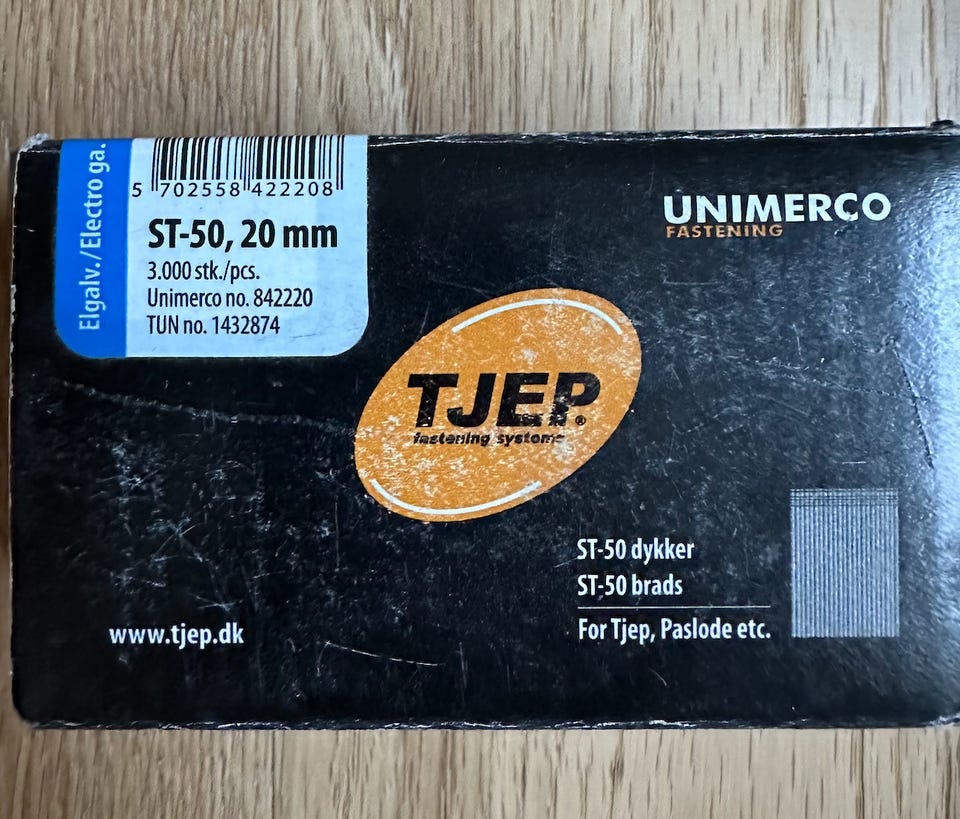 Elgalv./Electro ga.
5 702558 422208
ST-50, 20 mm
3.000 stk./pcs.
Unimerco no. 842220
TUN no. 1432874
UNIMERCO
FASTENING
TJEP®
fastening systems
ST-50 dykker
ST-50 brads
For Tjep, Paslode etc.
www.tjep.dk